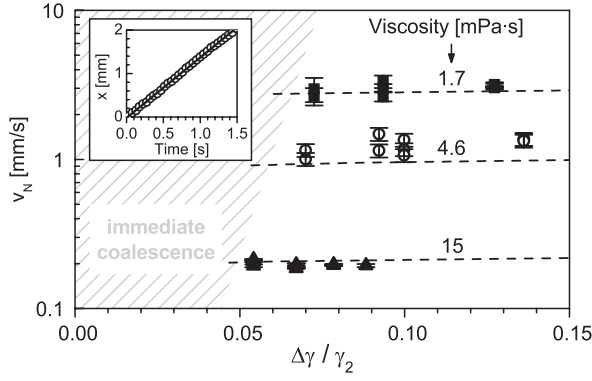 Viscosity [mPa·s]
10
1
0.1
v_N [mm/s]
2
1
0
x [mm]
0.0 0.5 1.0 1.5
Time [s]
1.7
4.6
15
immediate
coalescence
0.00 0.05 0.10 0.15
Δγ / γ₂